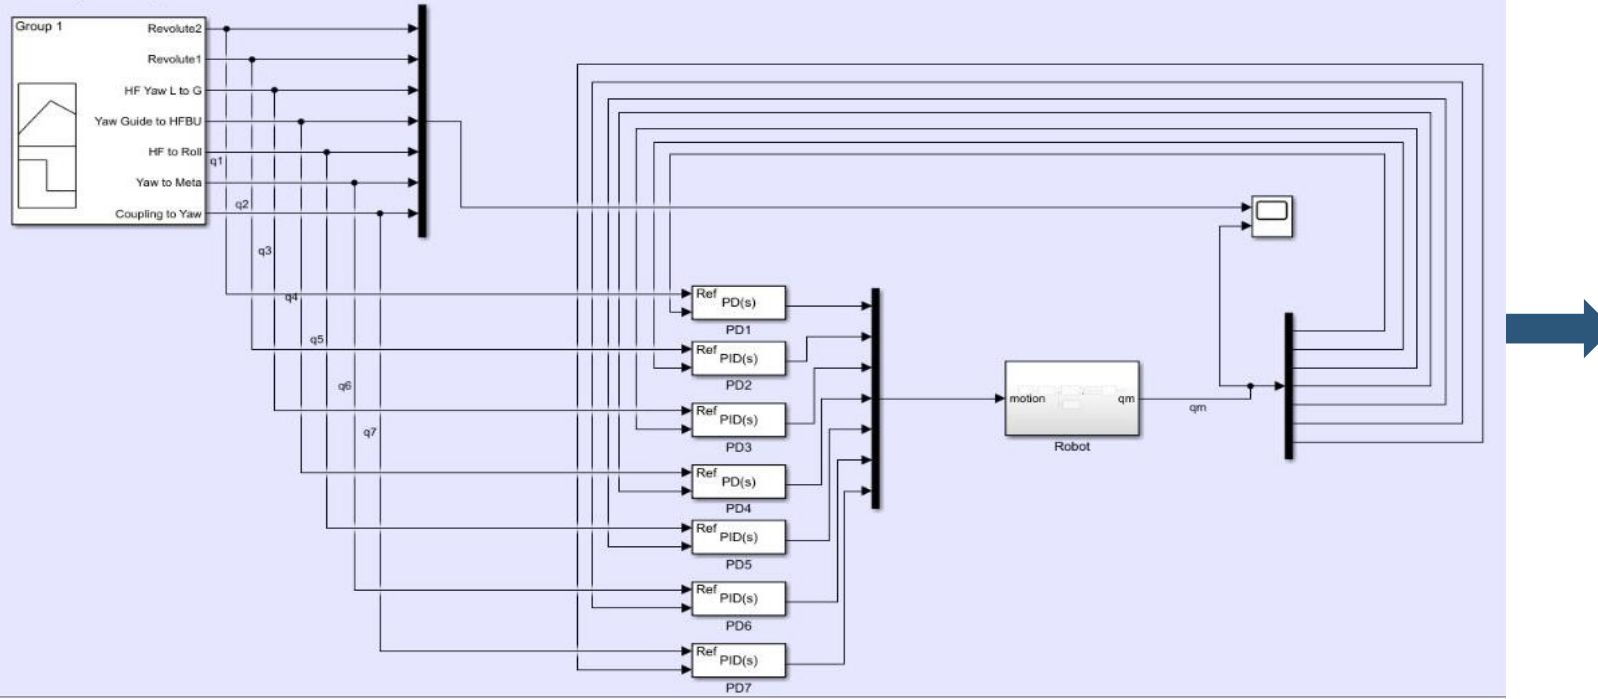 Group 1
Revolute2
Revolute1
HF Yaw L to G
Yaw Guide to HFBU
HF to Roll
q1
Yaw to Meta
q2
Coupling to Yaw
q3
q4
q5
q6
q7
Ref
PD(s)
PD1
Ref
PID(s)
PD2
Ref
PID(s)
PD3
Ref
PD(s)
PD4
Ref
PID(s)
PD5
Ref
PID(s)
PD6
Ref
PID(s)
PD7
motion
qm
Robot
qm